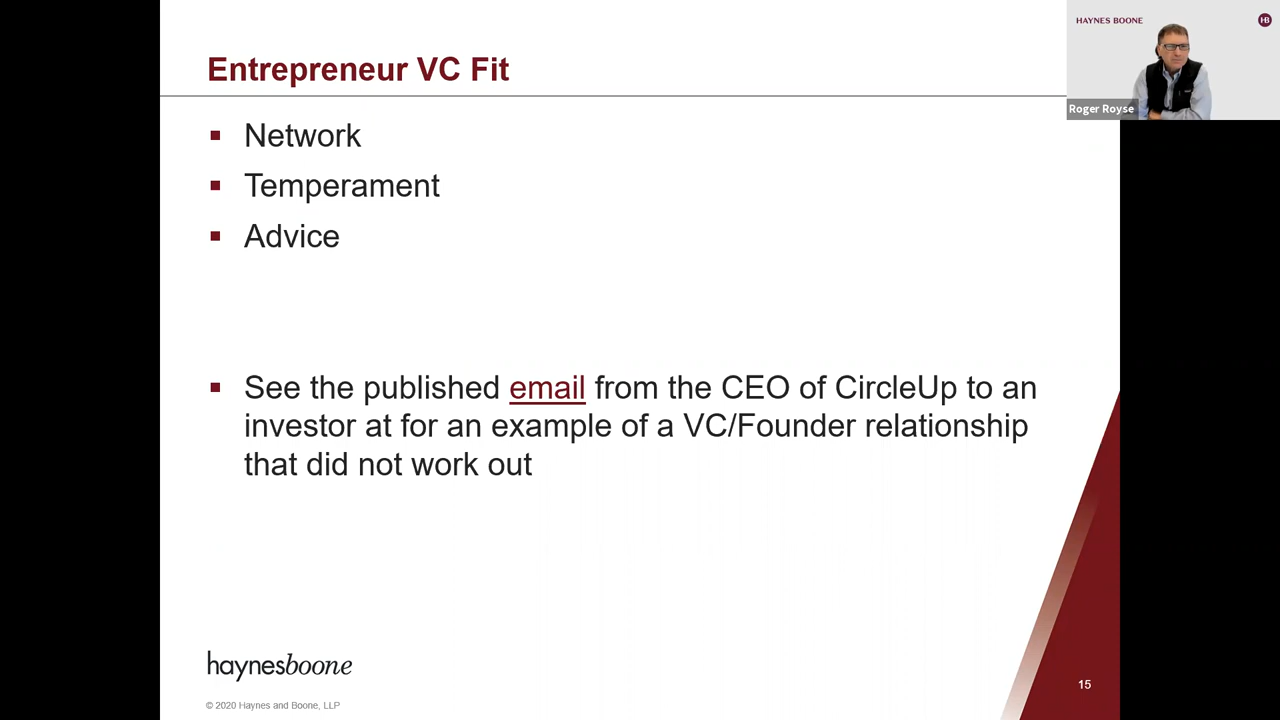 Entrepreneur VC Fit
Network
Temperament
Advice
See the published email from the CEO of CircleUp to an
investor at for an example of a VC/Founder relationship
that did not work out
haynesboone
© 2020 Haynes and Boone, LLP
15
HAYNES BOONE
HB
Roger Royse